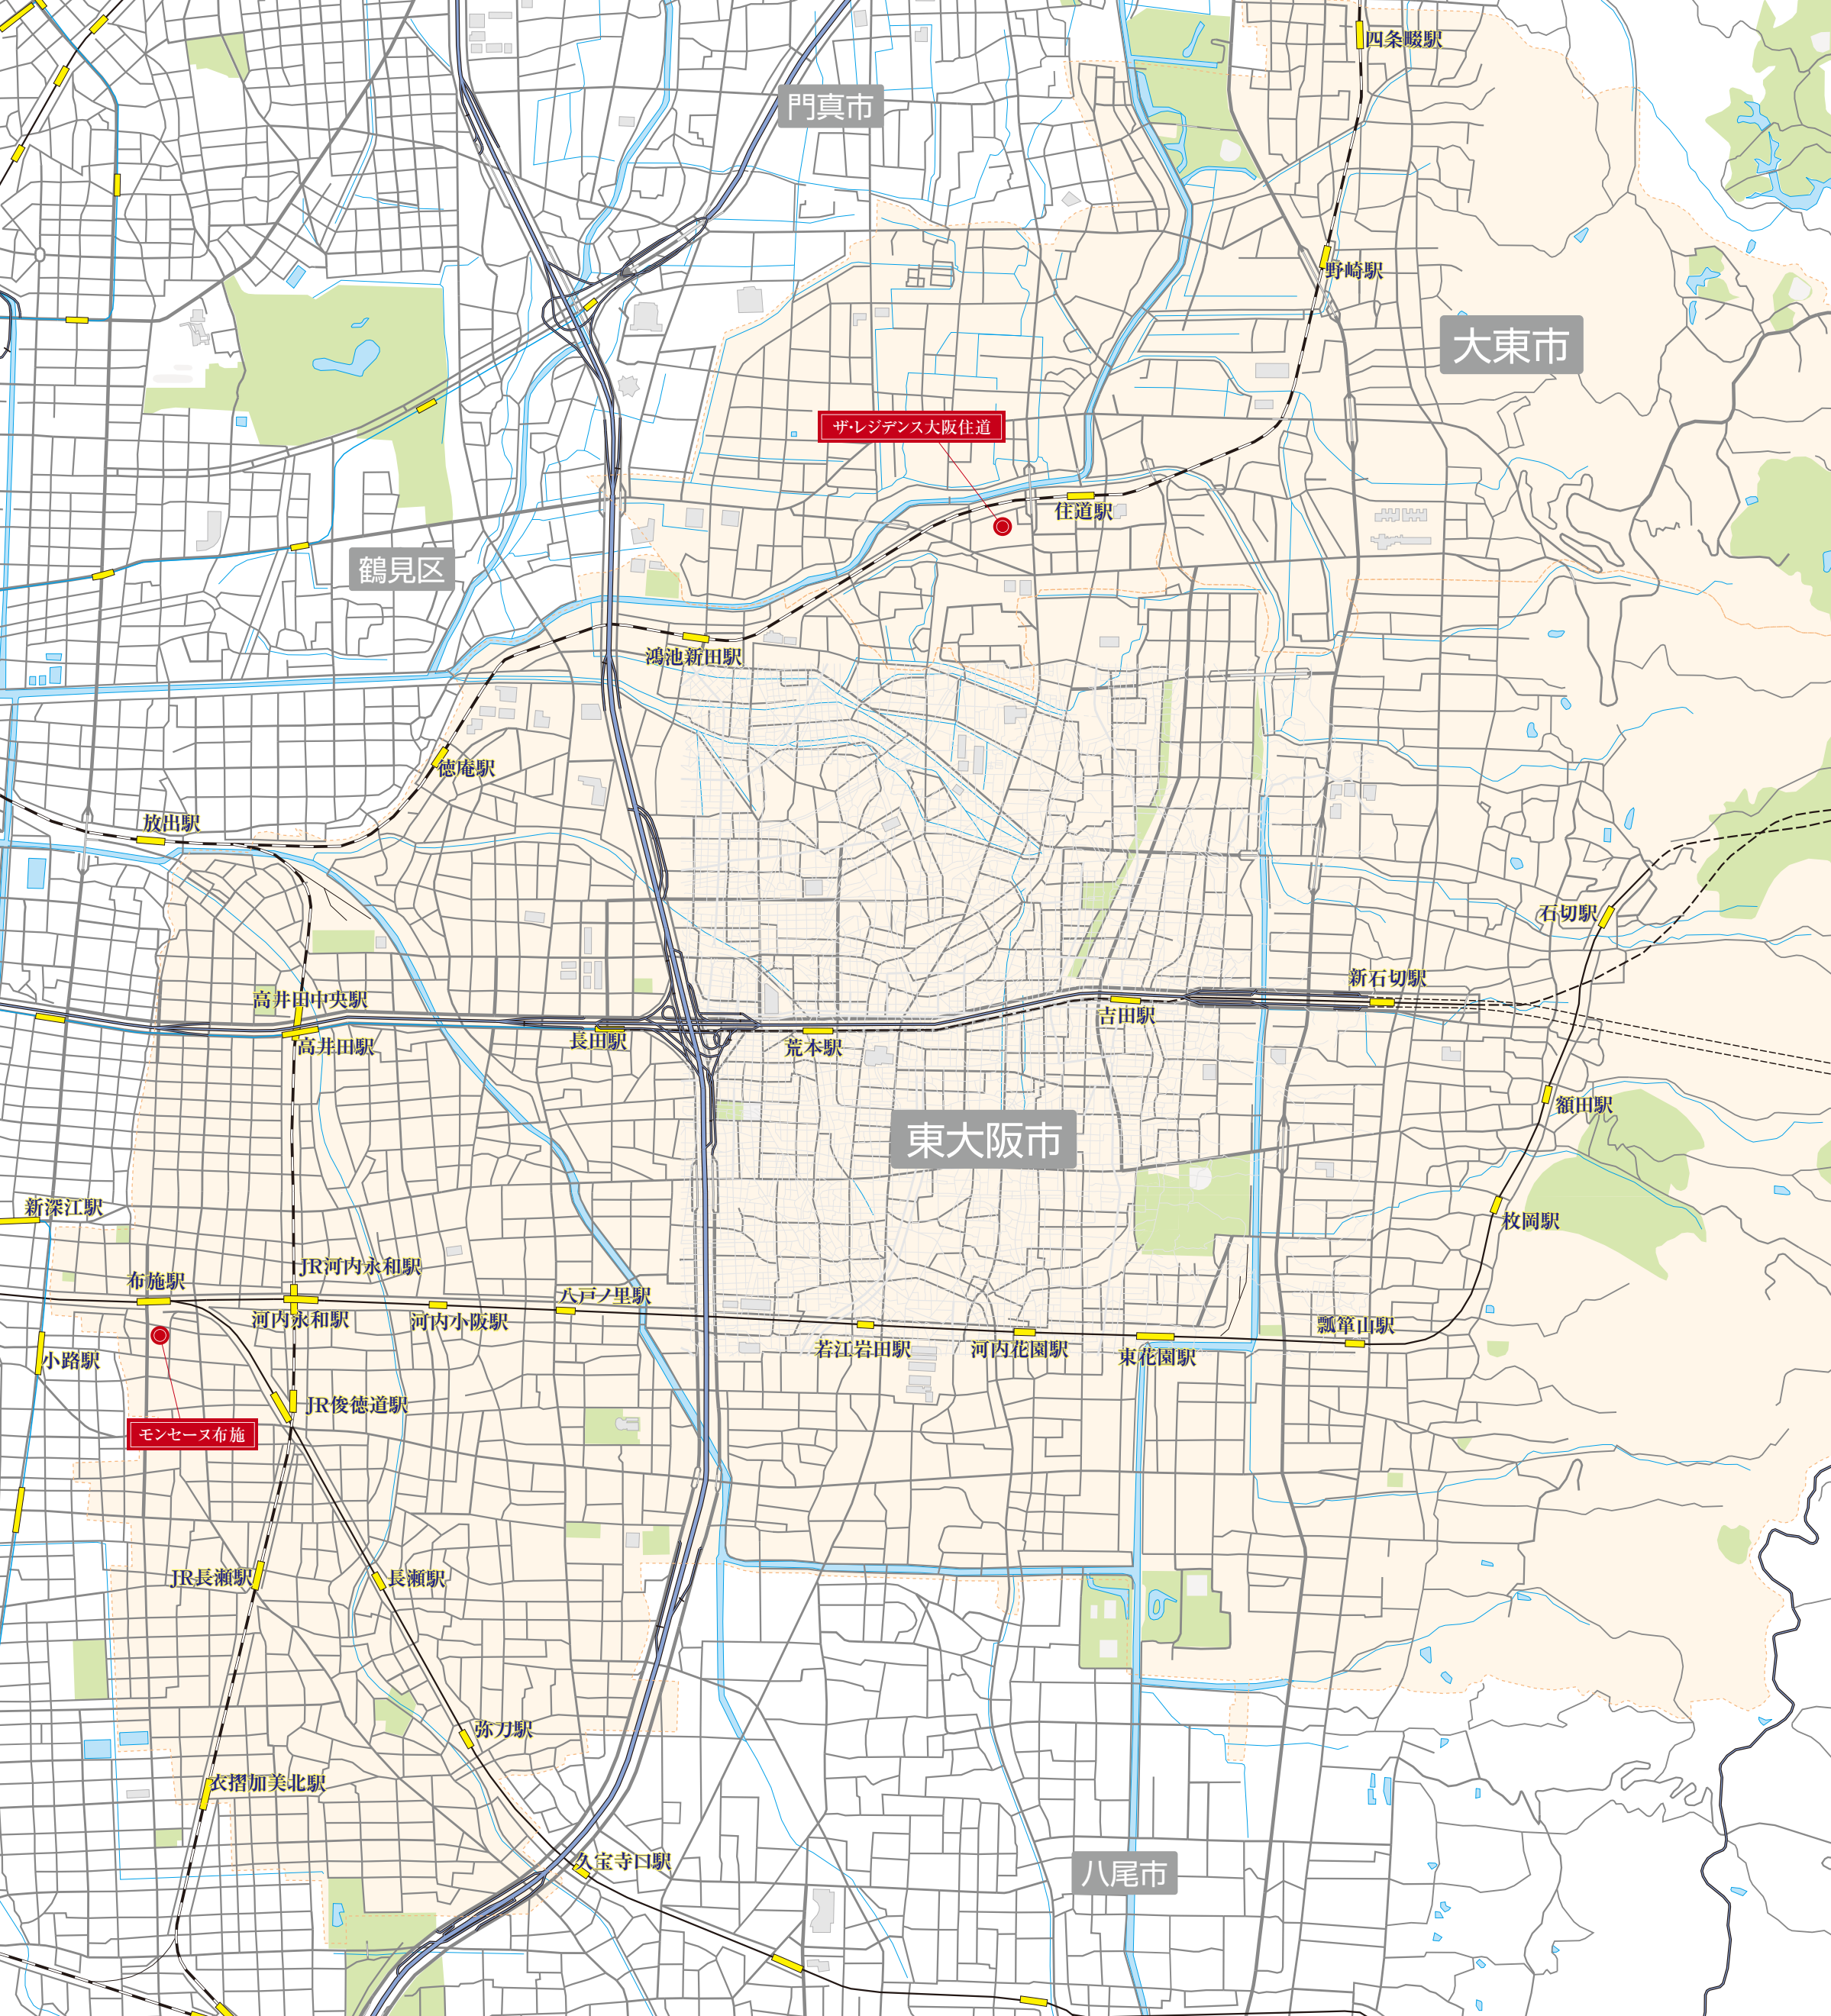 四条畷駅
門真市
野崎駅
大東市
ザ・レジデンス大阪住道
住道駅
鶴見区
鴻池新田駅
徳庵駅
放出駅
石切駅
新石切駅
高井田中央駅
吉田駅
長田駅
荒本駅
高井田駅
額田駅
東大阪市
新深江駅
枚岡駅
JR河内永和駅
布施駅
八戸ノ里駅
河内永和駅
河内小阪駅
瓢箪山駅
若江岩田駅
河内花園駅
東花園駅
小路駅
JR俊徳道駅
モンセーヌ布施
JR長瀬駅
長瀬駅
弥刀駅
衣摺加美北駅
久宝寺口駅
八尾市